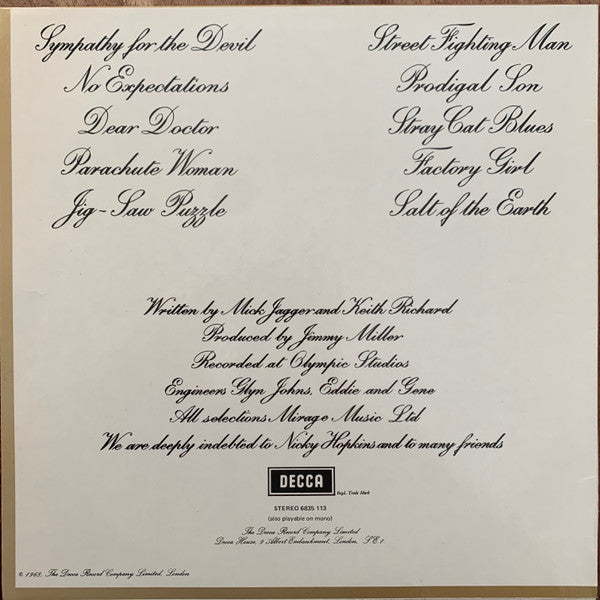 Sympathy for the Devil
No Expectations
Dear Doctor
Parachute Woman
Jig-Saw Puzzle
Street Fighting Man
Prodigal Son
Stray Cat Blues
Factory Girl
Salt of the Earth
Written by Mick Jagger and Keith Richard
Produced by Jimmy Miller
Recorded at Olympic Studios
Engineers Glyn Johns, Eddie and Gene
All selections Mirage Music Ltd
We are deeply indebted to Nicky Hopkins and to many friends
DECCA
Regd. Trade Mark
STEREO 6835 113
(also playable on mono)
The Decca Record Company Limited
Decca House, 9 Albert Embankment, London, S.E.1.
© 1968, The Decca Record Company Limited, London